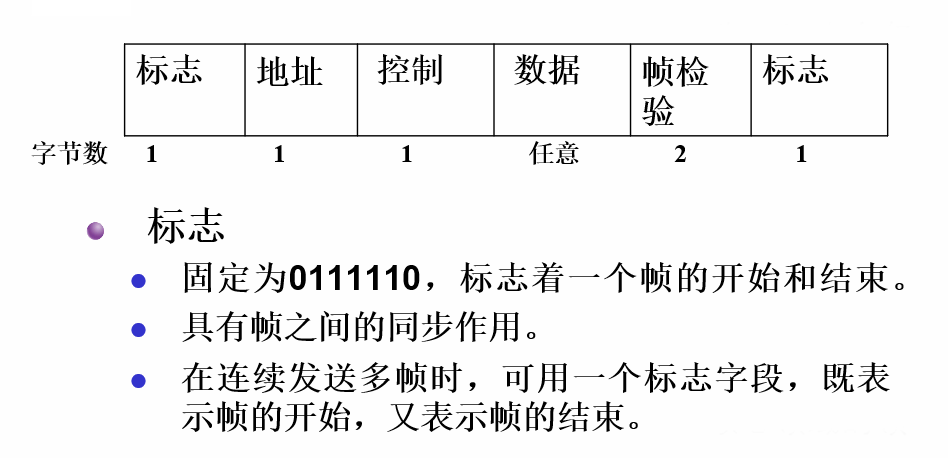 标志 地址 控制 数据 帧检 标志
验
字节数 1 1 1 任意 2 1
标志
固定为0111110，标志着一个帧的开始和结束。
具有帧之间的同步作用。
在连续发送多帧时，可用一个标志字段，既表
示帧的开始，又表示帧的结束。